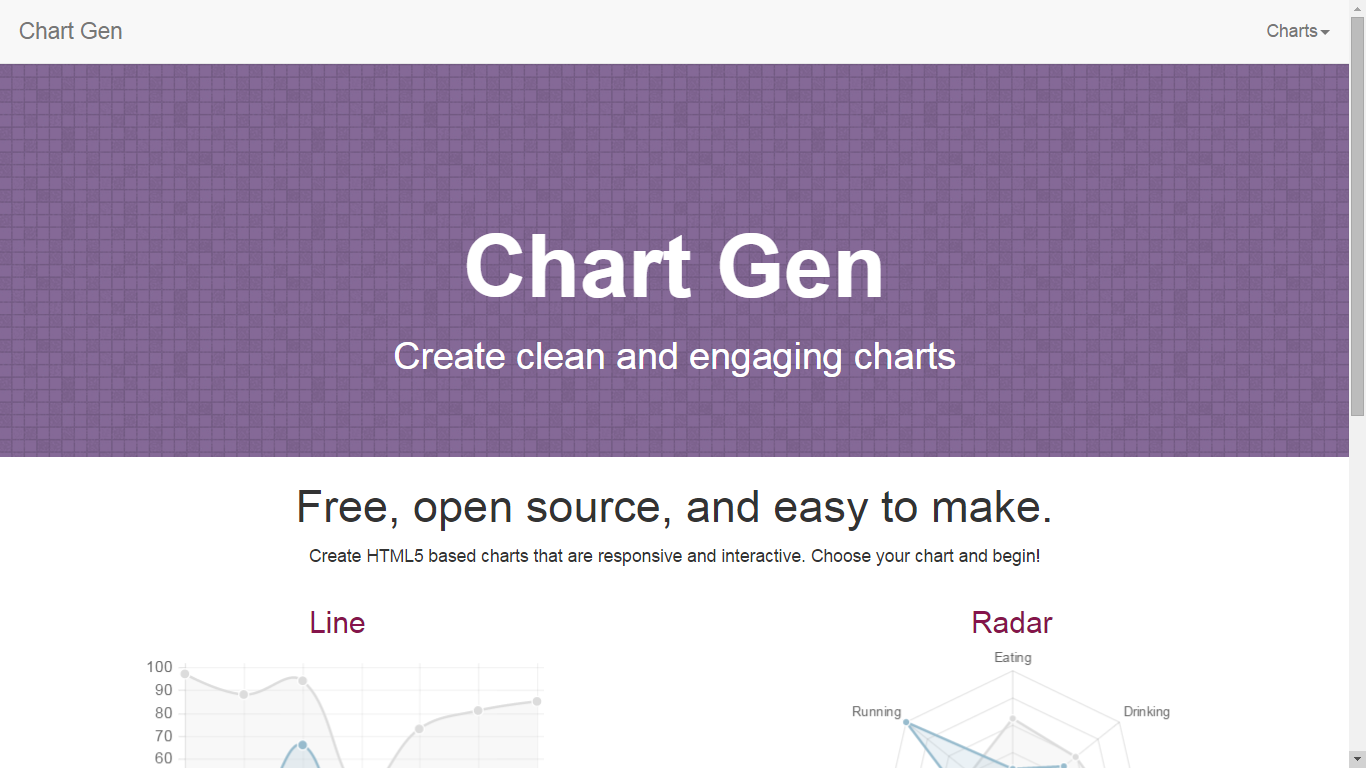 Chart Gen
Charts
Chart Gen
Create clean and engaging charts
Free, open source, and easy to make.
Create HTML5 based charts that are responsive and interactive. Choose your chart and begin!
Line
100
90
80
70
60
Radar
Eating
Running
Drinking